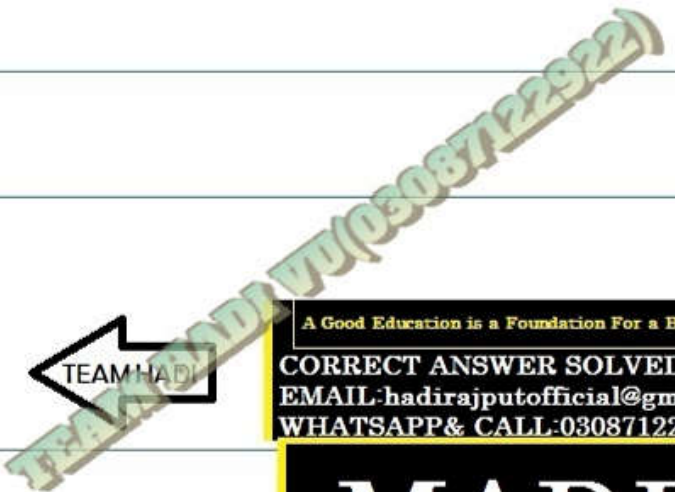 TEAM HADI VU(03087122922)
TEAM HADI
A Good Education is a Foundation For a B
CORRECT ANSWER SOLVED
EMAIL:hadirajputofficial@gm
WHATSAPP& CALL:03087122